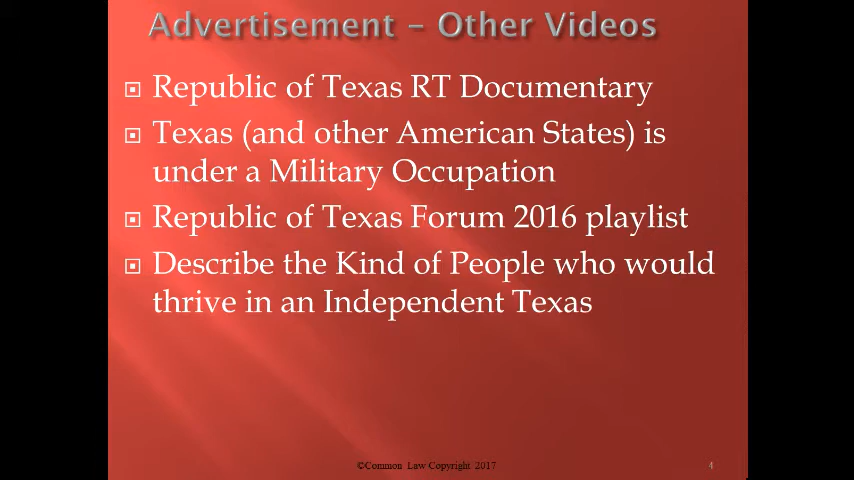 Advertisement – Other Videos
Republic of Texas RT Documentary
Texas (and other American States) is
under a Military Occupation
Republic of Texas Forum 2016 playlist
Describe the Kind of People who would
thrive in an Independent Texas
©Common Law Copyright 2017
4